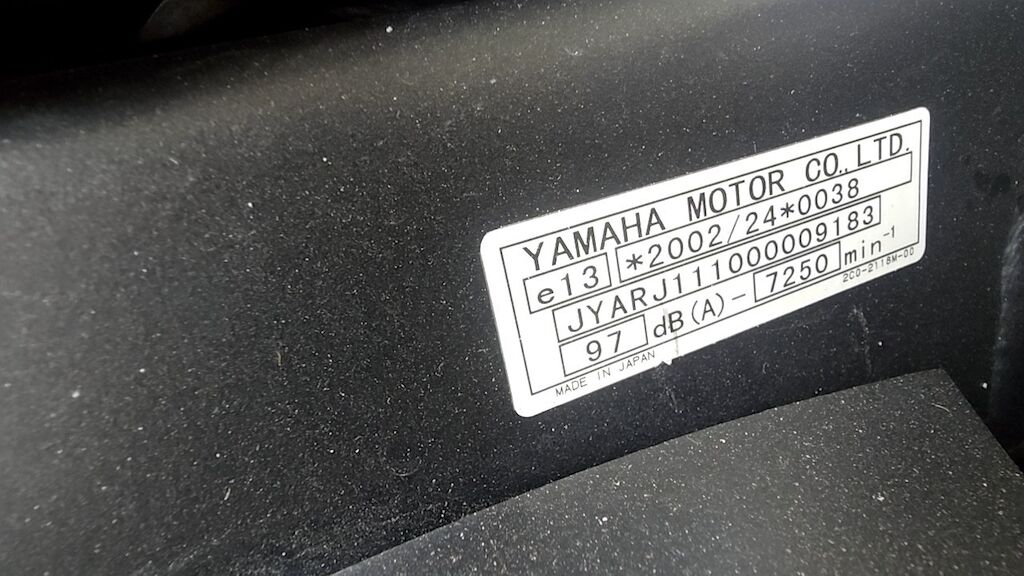 YAMAHA MOTOR CO., LTD.
e13 *2002/24*0038
JYARJ111000009183
97 dB(A)- 7250 min-1
MADE IN JAPAN 2C0-2118M-00